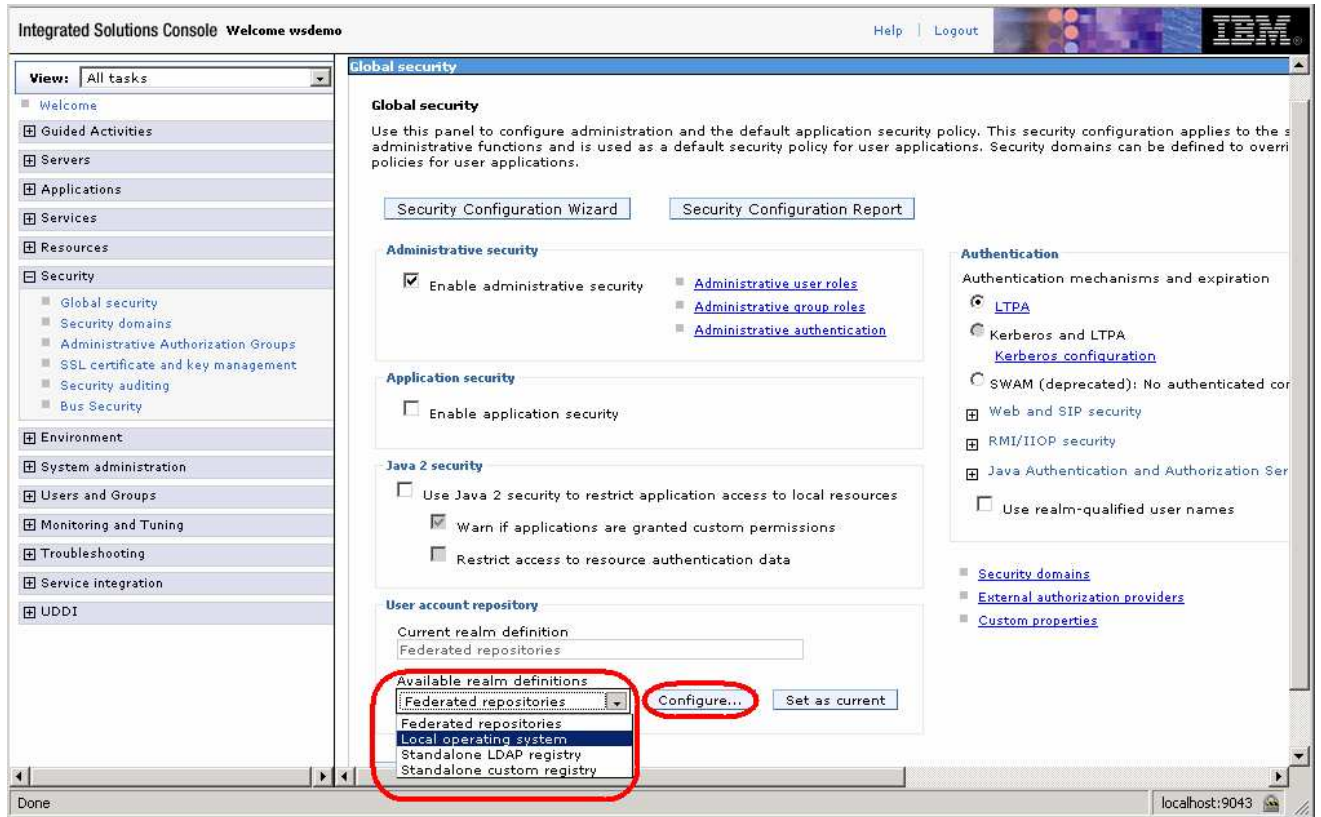 Integrated Solutions Console Welcome wsdemo
Help | Logout
IBM®
View: All tasks
Welcome
Guided Activities
Servers
Applications
Services
Resources
Security
Global security
Security domains
Administrative Authorization Groups
SSL certificate and key management
Security auditing
Bus Security
Environment
System administration
Users and Groups
Monitoring and Tuning
Troubleshooting
Service integration
UDDI
Global security
Global security
Use this panel to configure administration and the default application security policy. This security configuration applies to the s
administrative functions and is used as a default security policy for user applications. Security domains can be defined to overri
policies for user applications.
Security Configuration Wizard
Security Configuration Report
Administrative security
Enable administrative security
Administrative user roles
Administrative group roles
Administrative authentication
Application security
Enable application security
Java 2 security
Use Java 2 security to restrict application access to local resources
Warn if applications are granted custom permissions
Restrict access to resource authentication data
User account repository
Current realm definition
Federated repositories
Available realm definitions
Federated repositories
Configure...
Set as current
Federated repositories
Local operating system
Standalone LDAP registry
Standalone custom registry
Authentication
Authentication mechanisms and expiration
LTPA
Kerberos and LTPA
Kerberos configuration
SWAM (deprecated): No authenticated cor
Web and SIP security
RMI/IIOP security
Java Authentication and Authorization Ser
Use realm-qualified user names
Security domains
External authorization providers
Custom properties
Done
localhost:9043